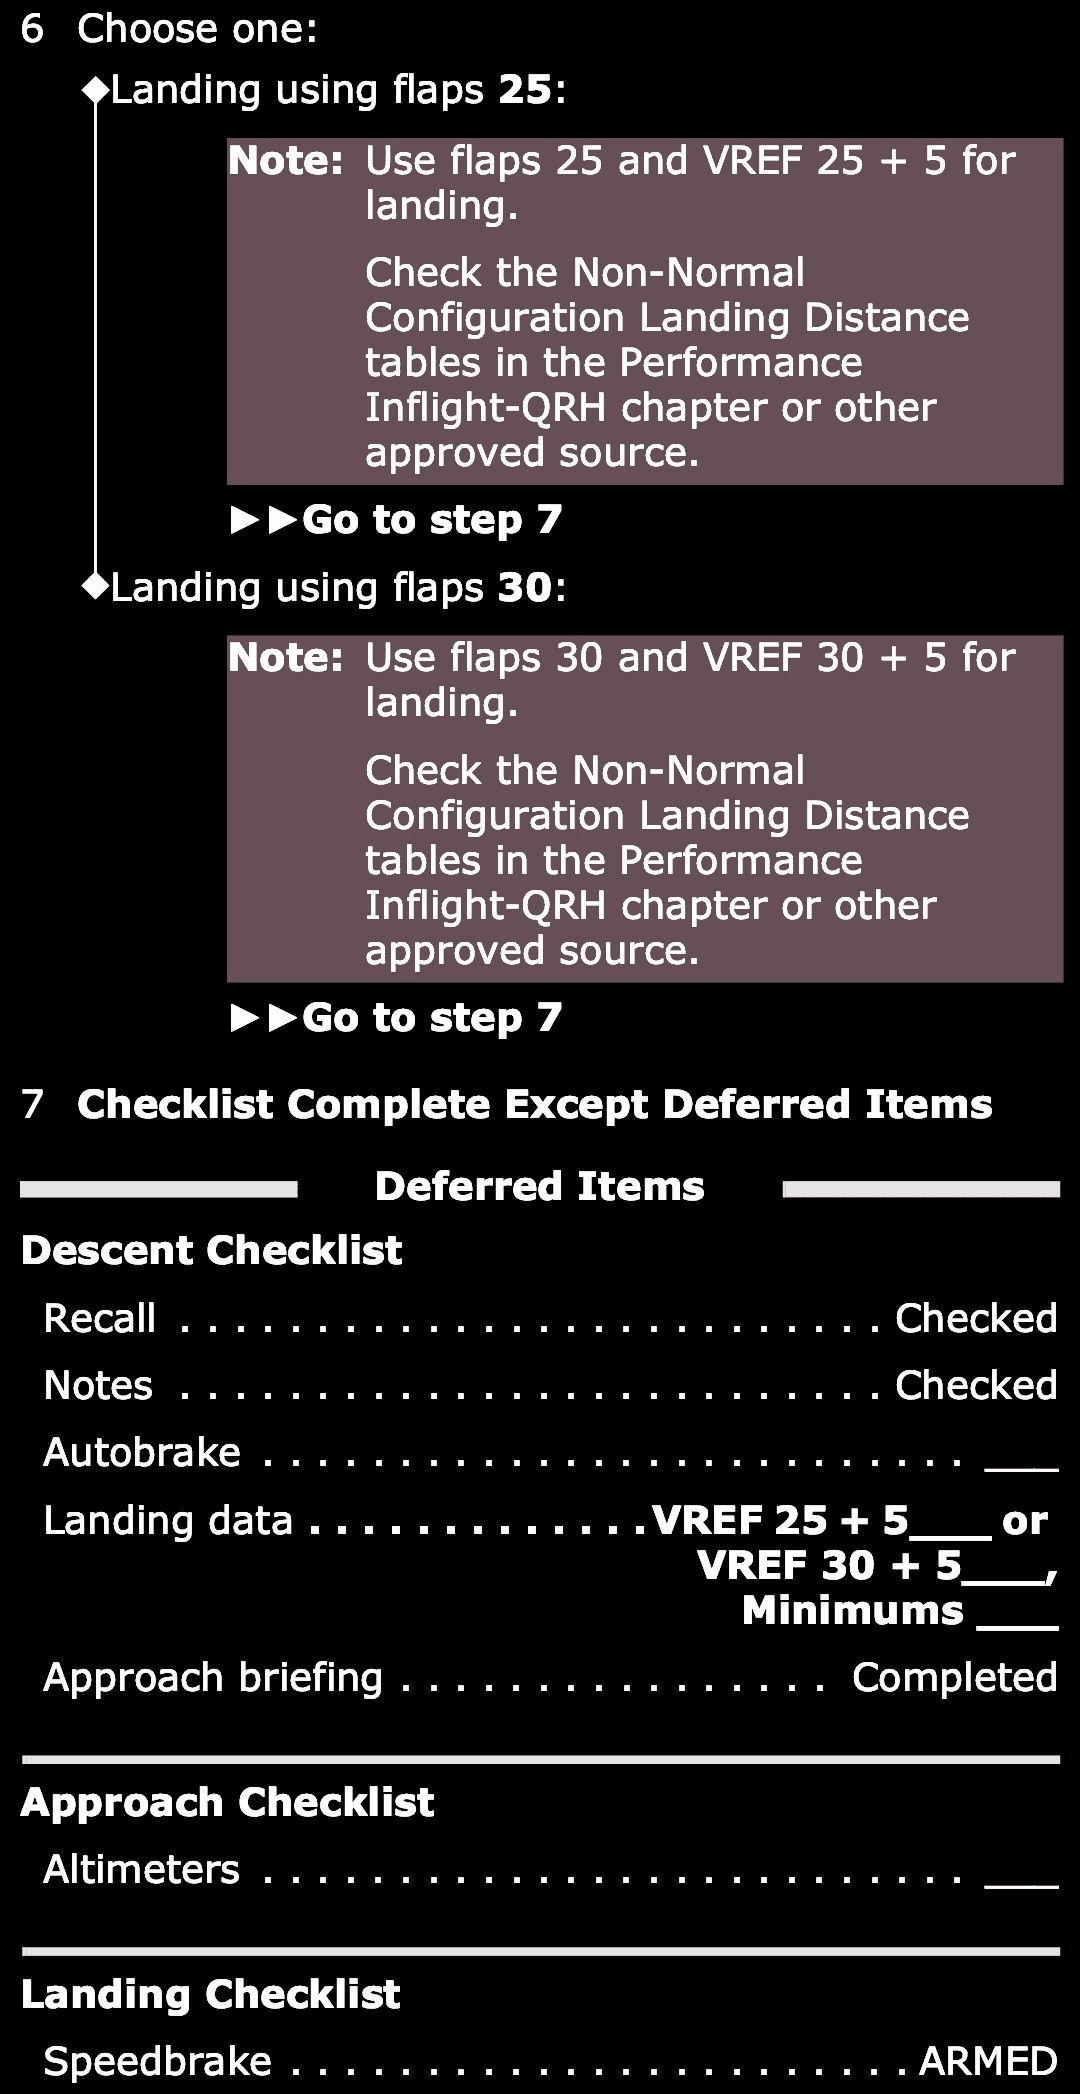 6 Choose one:
◆Landing using flaps 25:
Note: Use flaps 25 and VREF 25 + 5 for
landing.
Check the Non-Normal
Configuration Landing Distance
tables in the Performance
Inflight-QRH chapter or other
approved source.
►►Go to step 7
◆Landing using flaps 30:
Note: Use flaps 30 and VREF 30 + 5 for
landing.
Check the Non-Normal
Configuration Landing Distance
tables in the Performance
Inflight-QRH chapter or other
approved source.
►►Go to step 7
7 Checklist Complete Except Deferred Items
Deferred Items
Descent Checklist
Recall . . . . . . . . . . . . . . . . . . . . . . . . . . Checked
Notes . . . . . . . . . . . . . . . . . . . . . . . . . . Checked
Autobrake . . . . . . . . . . . . . . . . . . . . . . . . . . ___
Landing data . . . . . . . . . . . . . VREF 25 + 5___ or
VREF 30 + 5___,
Minimums ___
Approach briefing . . . . . . . . . . . . . . . . Completed
Approach Checklist
Altimeters . . . . . . . . . . . . . . . . . . . . . . . . . . ___
Landing Checklist
Speedbrake . . . . . . . . . . . . . . . . . . . . . . . ARMED